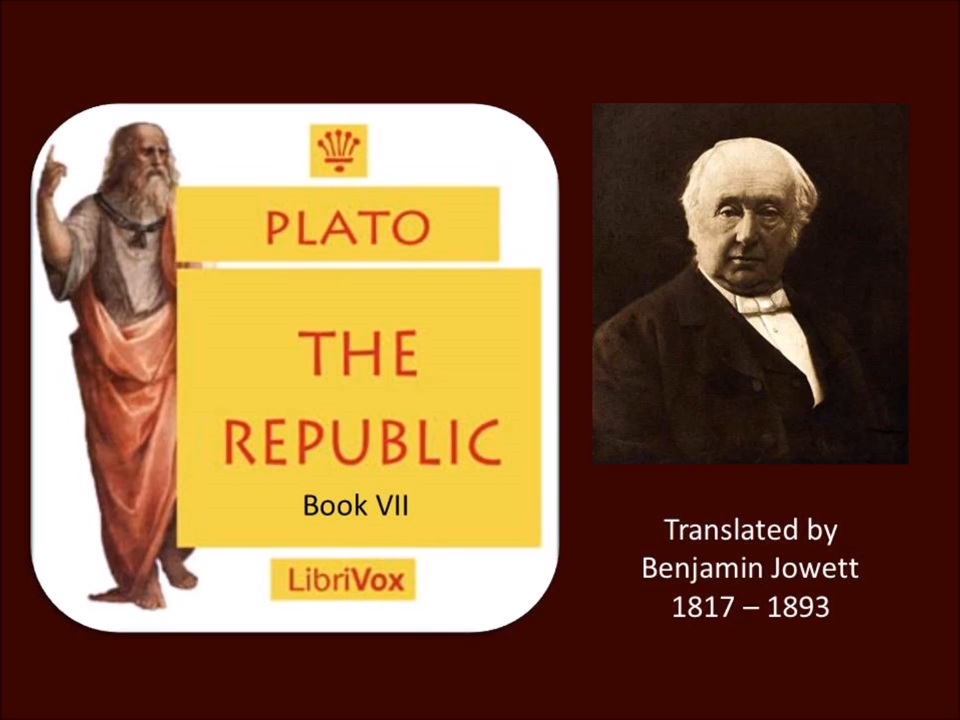 PLATO
THE
REPUBLIC
Book VII
LibriVox
Translated by
Benjamin Jowett
1817 – 1893